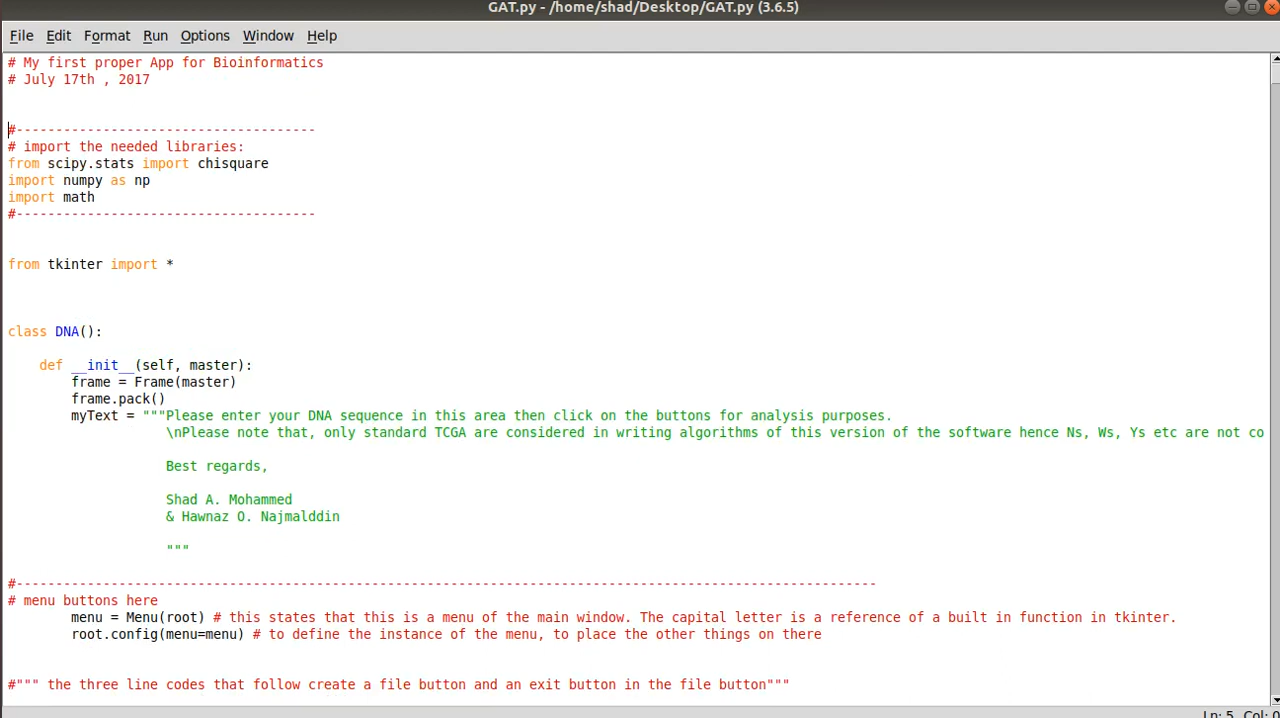 GAT.py - /home/shad/Desktop/GAT.py (3.6.5)
File Edit Format Run Options Window Help
# My first proper App for Bioinformatics
# July 17th , 2017
#--------------------------------------
# import the needed libraries:
from scipy.stats import chisquare
import numpy as np
import math
#--------------------------------------
from tkinter import *
class DNA():
def __init__(self, master):
frame = Frame(master)
frame.pack()
myText = """Please enter your DNA sequence in this area then click on the buttons for analysis purposes.
\nPlease note that, only standard TCGA are considered in writing algorithms of this version of the software hence Ns, Ws, Ys etc are not co
Best regards,
Shad A. Mohammed
& Hawnaz O. Najmalddin
"""
#-------------------------------------------------------------------------------------------------------------
# menu buttons here
menu = Menu(root) # this states that this is a menu of the main window. The capital letter is a reference of a built in function in tkinter.
root.config(menu=menu) # to define the instance of the menu, to place the other things on there
#""" the three line codes that follow create a file button and an exit button in the file button"""
Ln: 5 Col: 0